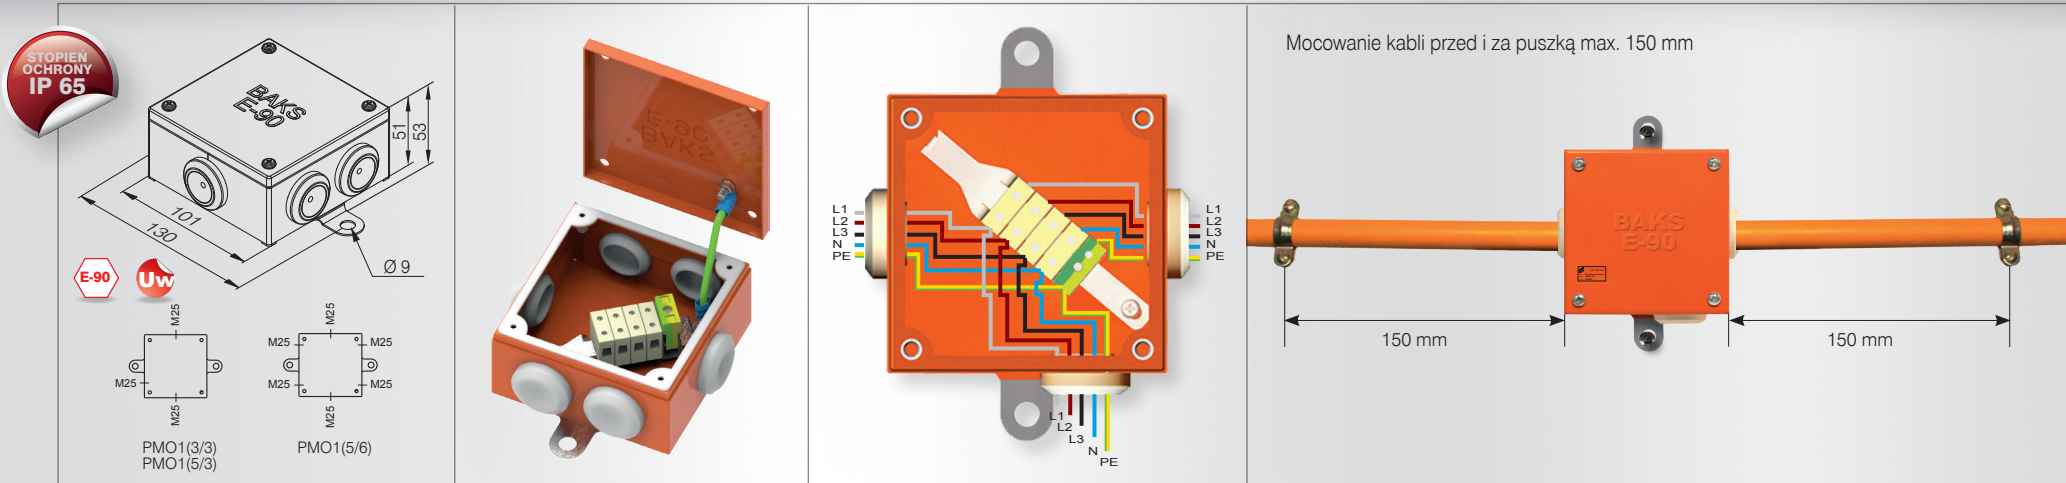 STOPIEŃ
OCHRONY
IP 65
BAKS
E-90
51
53
101
130
Ø 9
E-90
Uw
M25
M25
M25
PMO1(3/3)
PMO1(5/3)
M25
M25
M25
M25
M25
M25
PMO1(5/6)
E-90
BAKS
L1
L2
L3
N
PE
L1
L2
L3
N
PE
L1
L2
L3
N
PE
Mocowanie kabli przed i za puszką max. 150 mm
BAKS
E-90
150 mm
150 mm